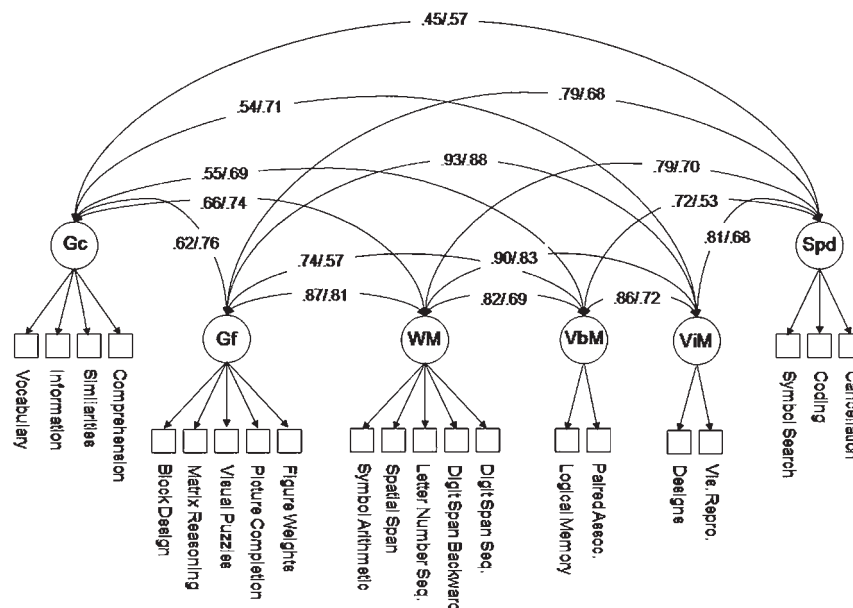 .45/.57
.54/.71
.79/.68
.55/.69
.93/.88
.79/.70
.66/.74
.72/.53
Gc
.62/.76
.74/.57
.90/.83
.81/.68
Spd
.87/.81
.82/.69
.86/.72
Gf
WM
VbM
ViM
Vocabulary
Information
Similarities
Comprehension
Block Design
Matrix Reasoning
Visual Puzzles
Picture Completion
Figure Weights
Symbol Arithmetic
Spatial Span
Letter Number Seq.
Digit Span Backward
Digit Span Seq.
Logical Memory
Paired Assoc.
Designs
Vis. Repro.
Symbol Search
Coding
Cancellation